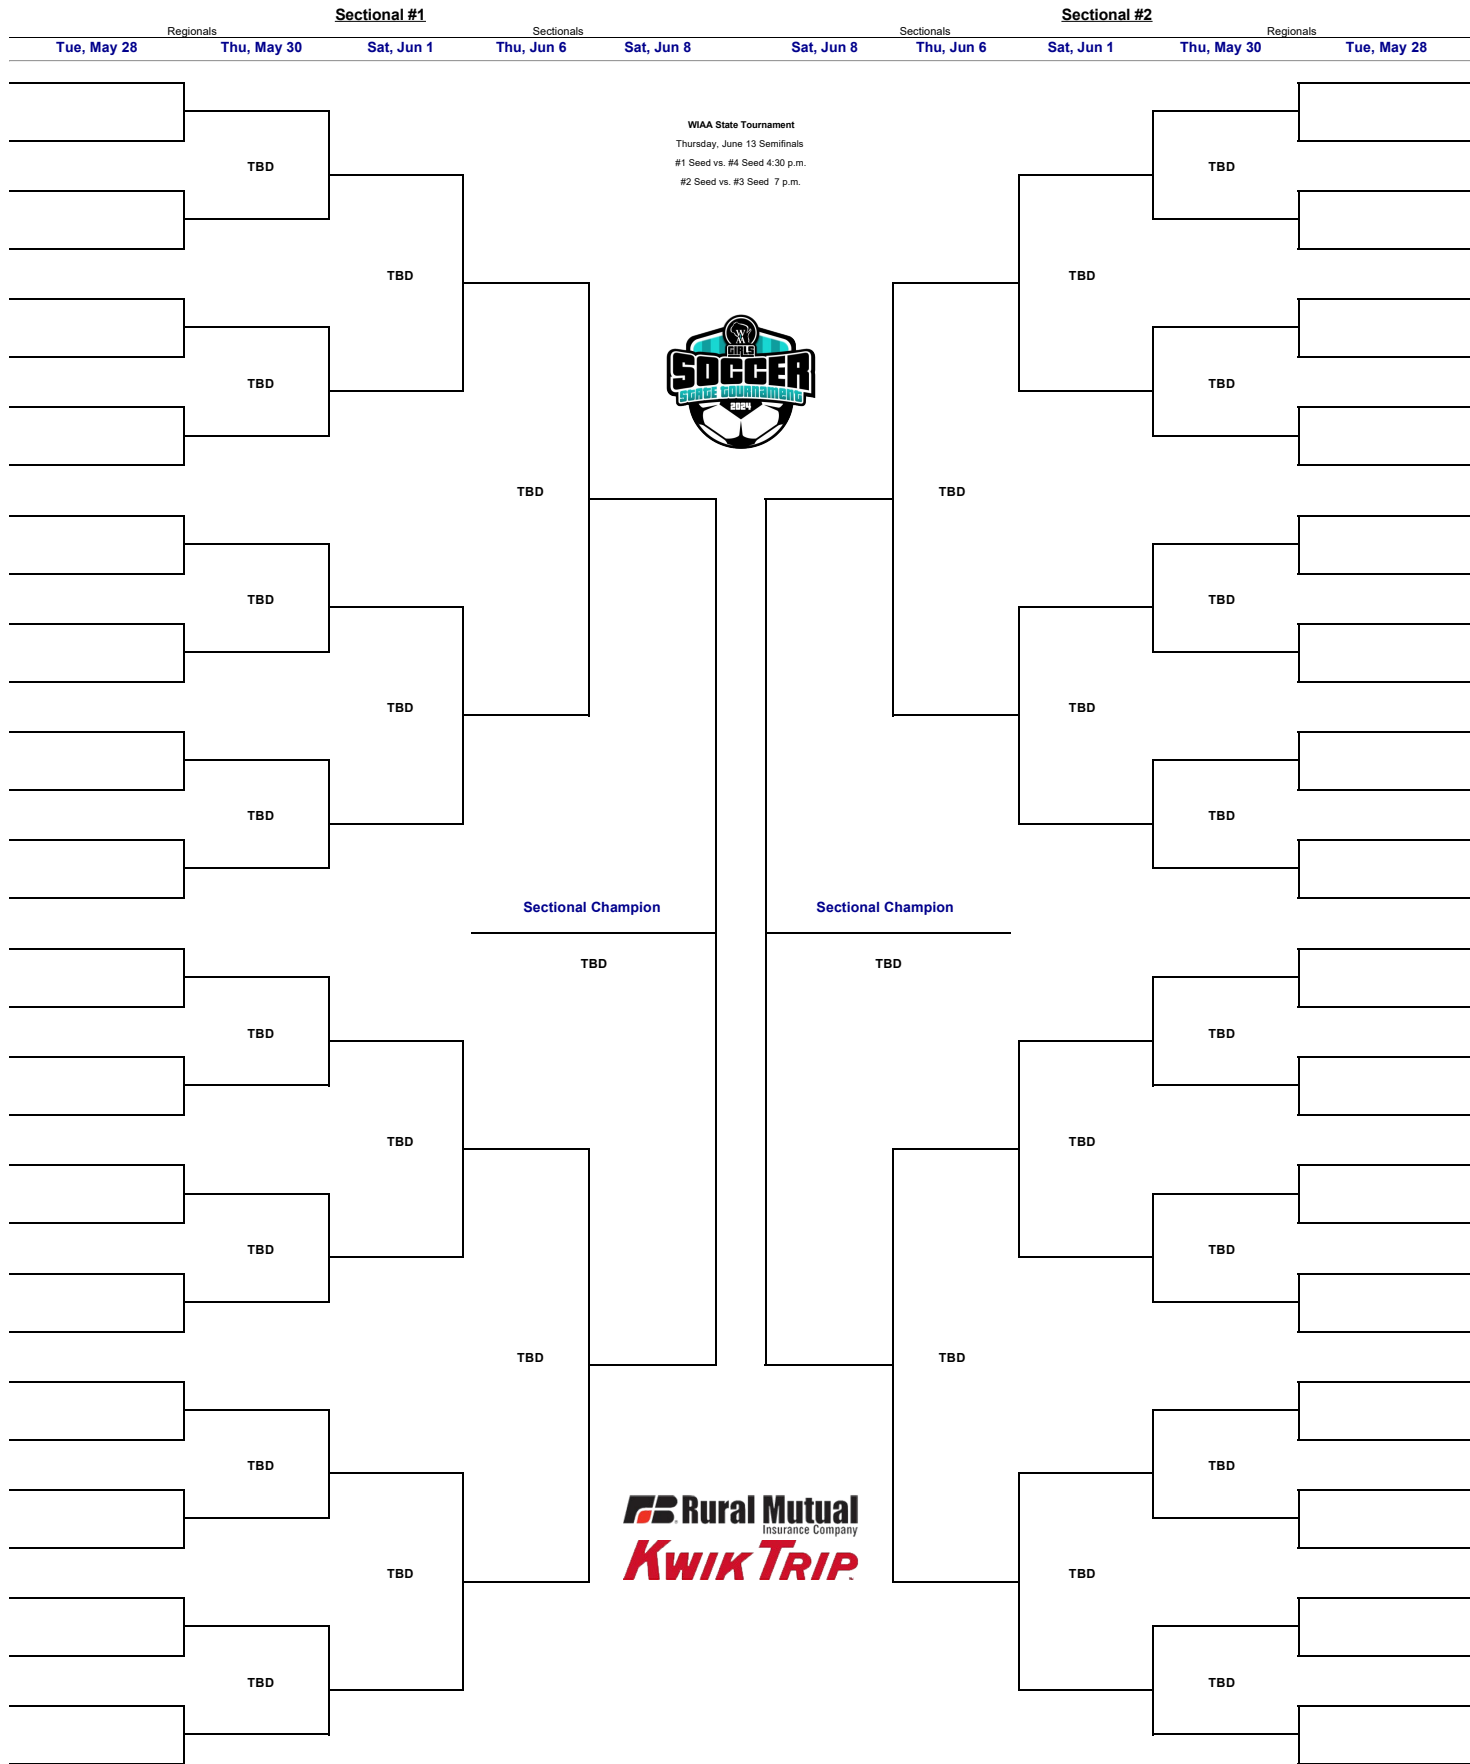 Sectional #1 Sectional #2
Regionals Sectionals Sectionals Regionals
Tue, May 28 Thu, May 30 Sat, Jun 1 Thu, Jun 6 Sat, Jun 8 Sat, Jun 8 Thu, Jun 6 Sat, Jun 1 Thu, May 30 Tue, May 28
WIAA State Tournament
Thursday, June 13 Semifinals
#1 Seed vs. #4 Seed 4:30 p.m.
TBD TBD
#2 Seed vs. #3 Seed 7 p.m.
TBD TBD
GIRLS
SOCCER
TBD TBD
STATE TOURNAMENT
2024
TBD TBD
TBD TBD
TBD TBD
TBD TBD
Sectional Champion Sectional Champion
TBD TBD
TBD TBD
TBD TBD
TBD TBD
TBD TBD
TBD TBD
Rural Mutual
Insurance Company
KWIK TRIP
TBD TBD
TBD TBD